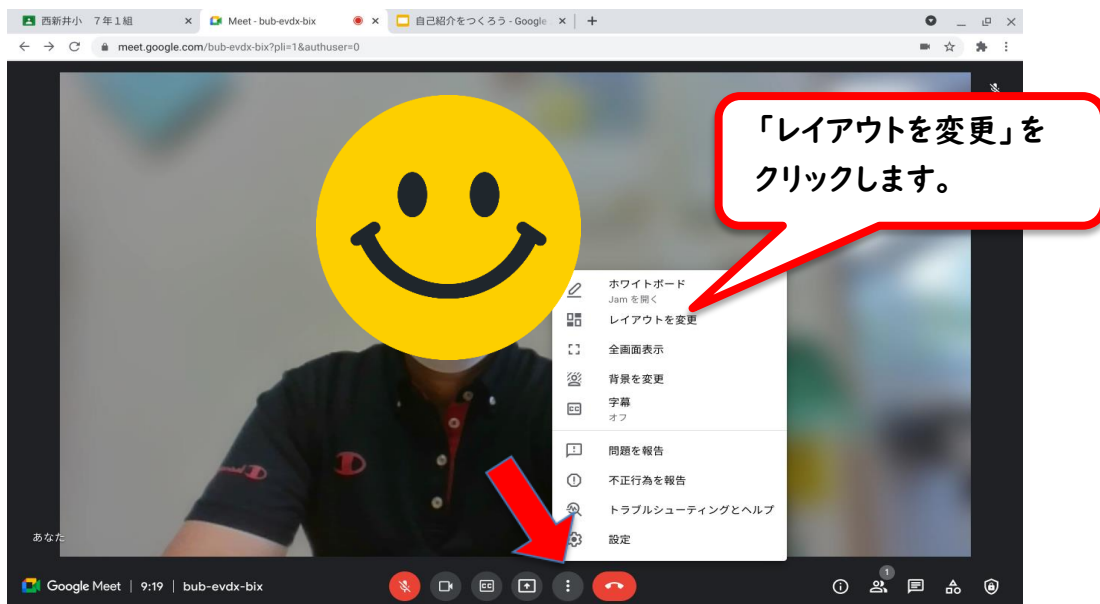 西新井小 7年1組
Meet - bub-evdx-bix
自己紹介をつくろう - Google
meet.google.com/bub-evdx-bix?pli=1&authuser=0
「レイアウトを変更」を
クリックします。
ホワイトボード
Jam を開く
レイアウトを変更
全画面表示
背景を変更
字幕
オフ
問題を報告
不正行為を報告
トラブルシューティングとヘルプ
設定
あなた
Google Meet | 9:19 | bub-evdx-bix
1